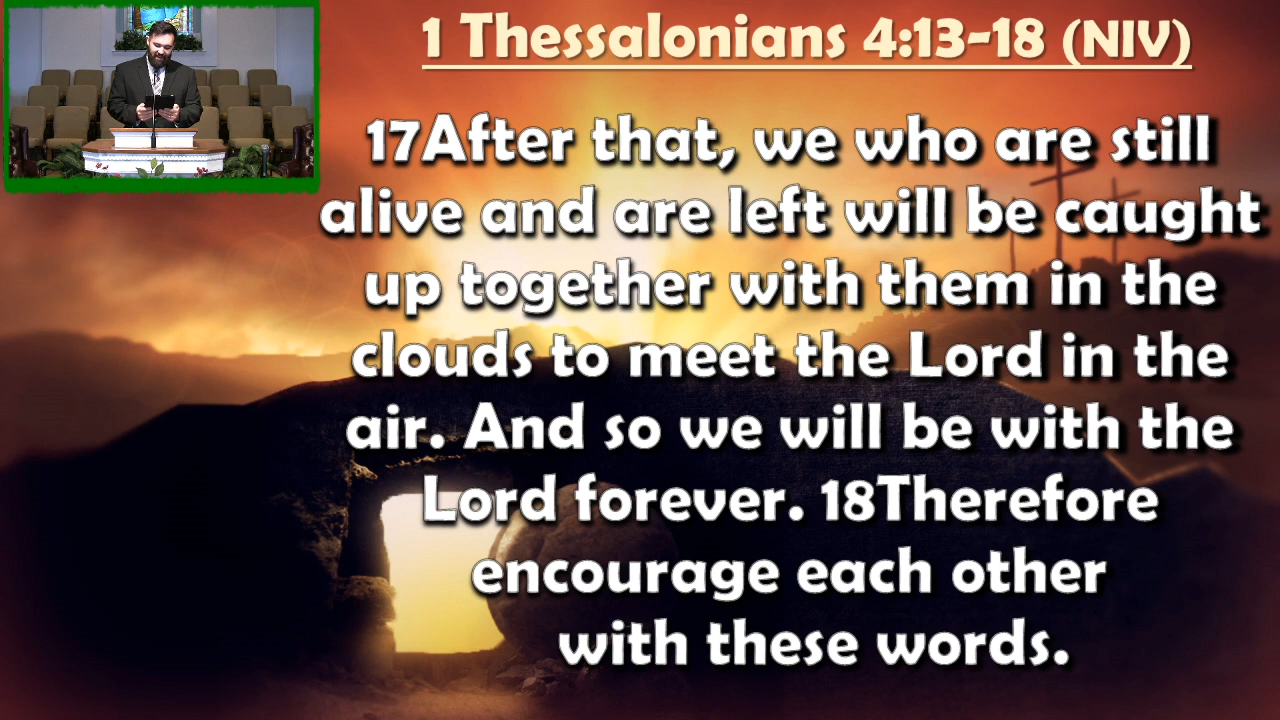 1 Thessalonians 4:13-18 (NIV)
17After that, we who are still
alive and are left will be caught
up together with them in the
clouds to meet the Lord in the
air. And so we will be with the
Lord forever. 18Therefore
encourage each other
with these words.